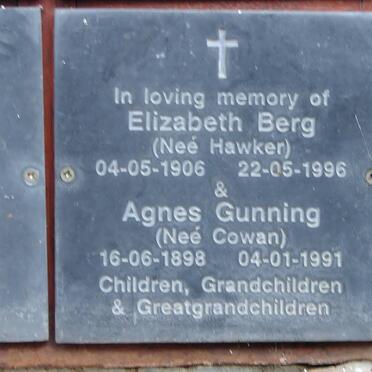 In loving memory of
Elizabeth Berg
(Neé Hawker)
04-05-1906 22-05-1996
&
Agnes Gunning
(Neé Cowan)
16-06-1898 04-01-1991
Children, Grandchildren
& Greatgrandchildren